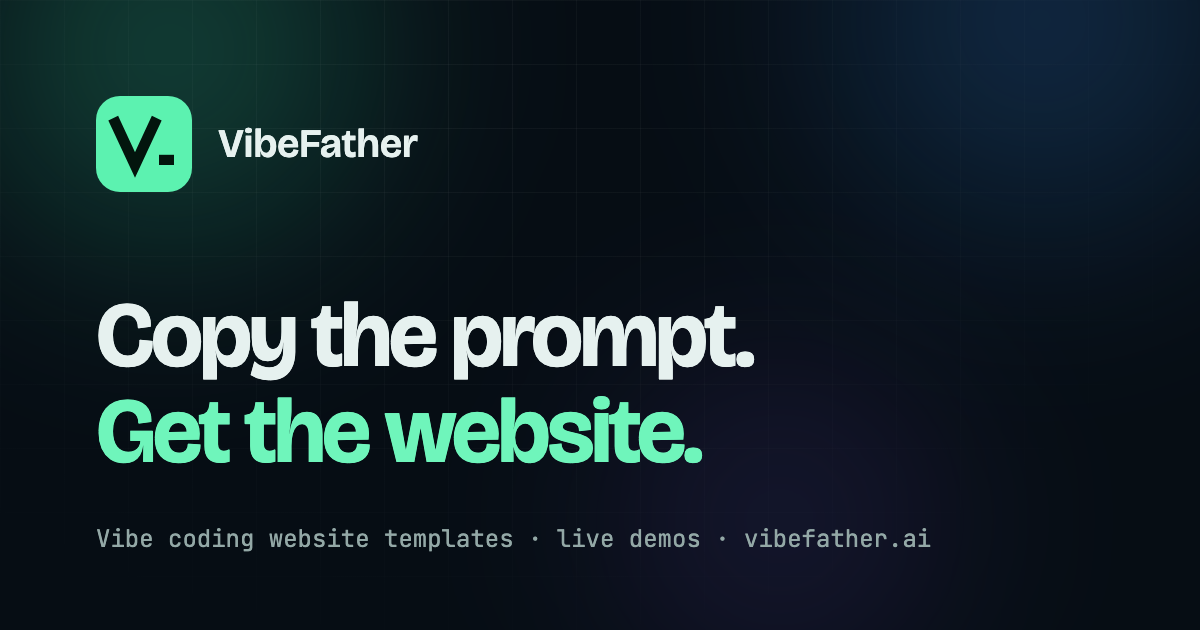 V.
VibeFather
Copy the prompt.
Get the website.
Vibe coding website templates · live demos · vibefather.ai